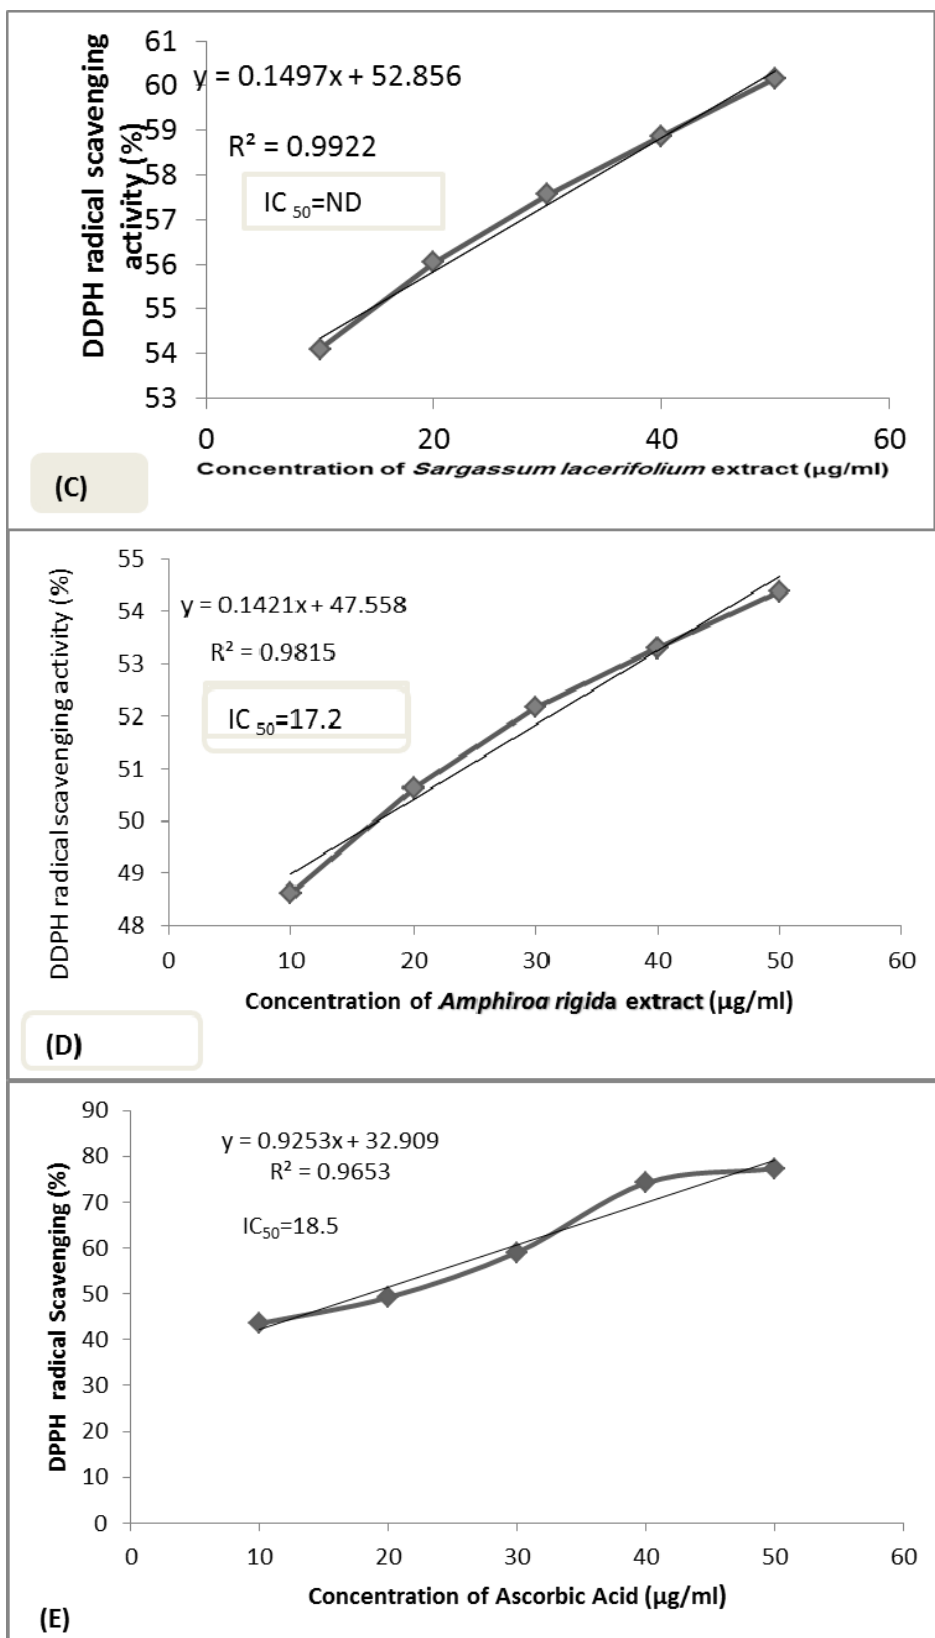 DDPH radical scavenging
activity (%)
61
60
59
58
57
56
55
54
53
y = 0.1497x + 52.856
R² = 0.9922
IC 50=ND
0 20 40 60
Concentration of Sargassum lacerifolium extract (µg/ml)
(C)
DDPH radical scavenging activity (%)
55
54
53
52
51
50
49
48
y = 0.1421x + 47.558
R² = 0.9815
IC 50=17.2
0 10 20 30 40 50 60
Concentration of Amphiroa rigida extract (µg/ml)
(D)
DPPH radical Scavenging (%)
90
80
70
60
50
40
30
20
10
0
y = 0.9253x + 32.909
R² = 0.9653
IC50=18.5
0 10 20 30 40 50 60
Concentration of Ascorbic Acid (µg/ml)
(E)